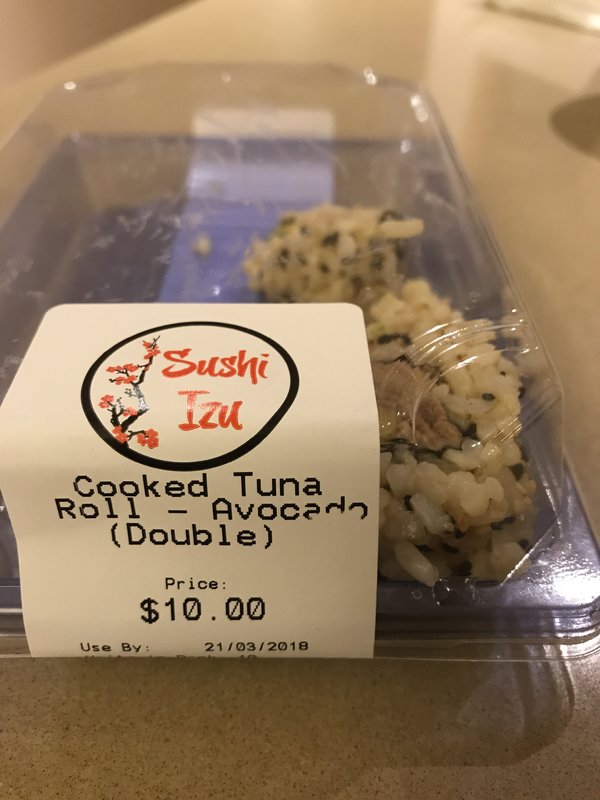 Sushi
Izu
Cooked Tuna
Roll - Avocado
(Double)
Price:
$10.00
Use By: 21/03/2018